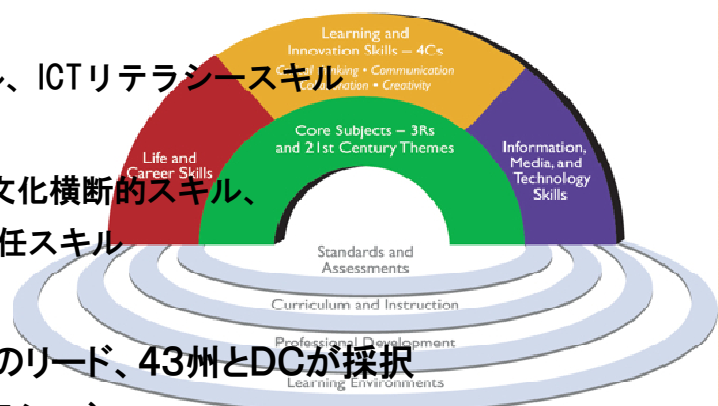 Learning and
Innovation Skills – 4Cs
、ICTリテラシースキル
Thinking • Communication
Collaboration • Creativity
Core Subjects – 3Rs
and 21st Century Themes
Life and
Career Skills
Information,
Media, and
Technology
Skills
文化横断的スキル、
任スキル
Standards and
Assessments
Curriculum and Instruction
Professional Development
のリード、43州とDCが採択
Learning Environments